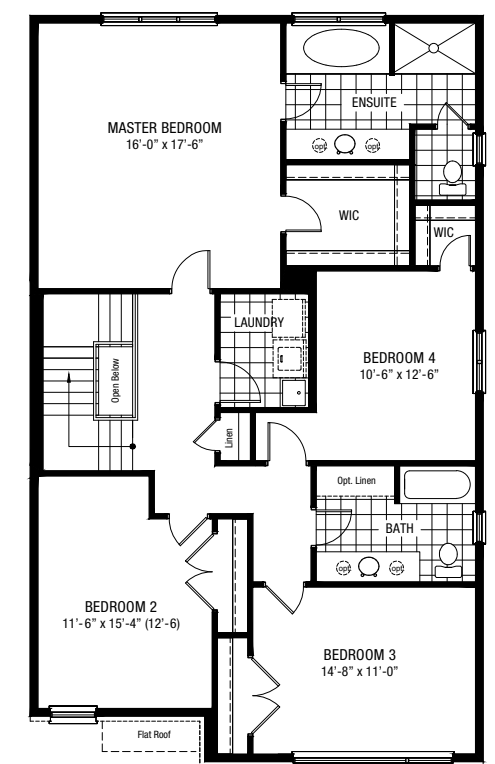 MASTER BEDROOM
16'-0" x 17'-6"
ENSUITE
opt
opt
WIC
WIC
LAUNDRY
BEDROOM 4
10'-6" x 12'-6"
Open Below
Linen
Opt. Linen
BATH
opt
opt
BEDROOM 2
11'-6" x 15'-4" (12'-6)
BEDROOM 3
14'-8" x 11'-0"
Flat Roof